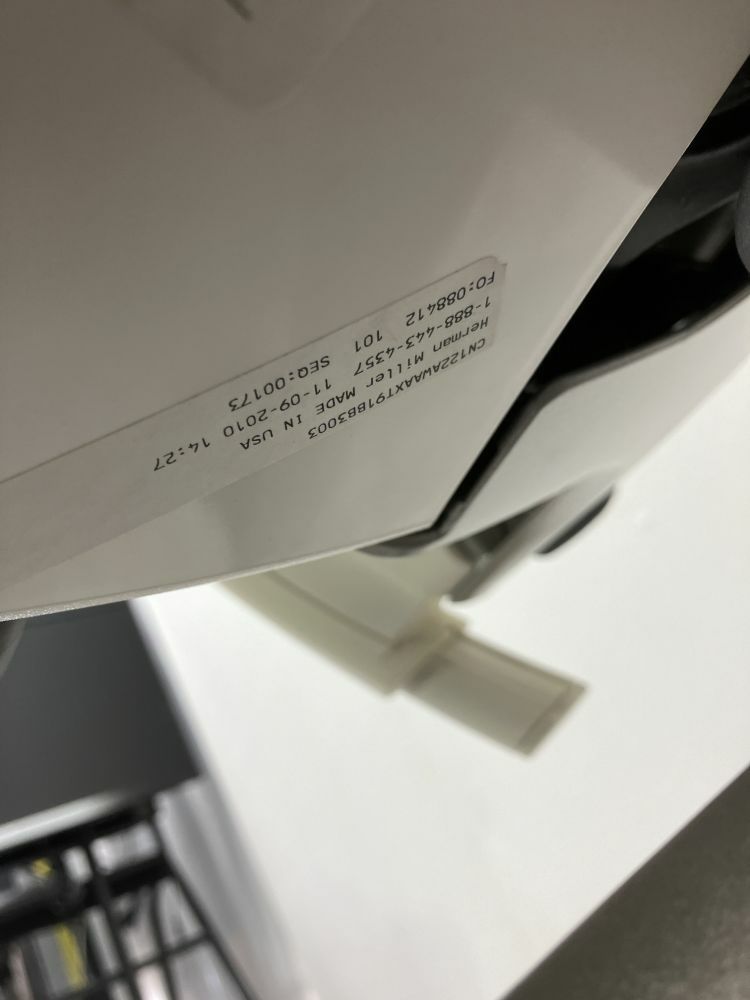 CN122AWAAXT91BB3003
Herman Miller MADE IN USA
1-888-443-4357 11-09-2010 14:27
FO:088412 101 SEQ:00173